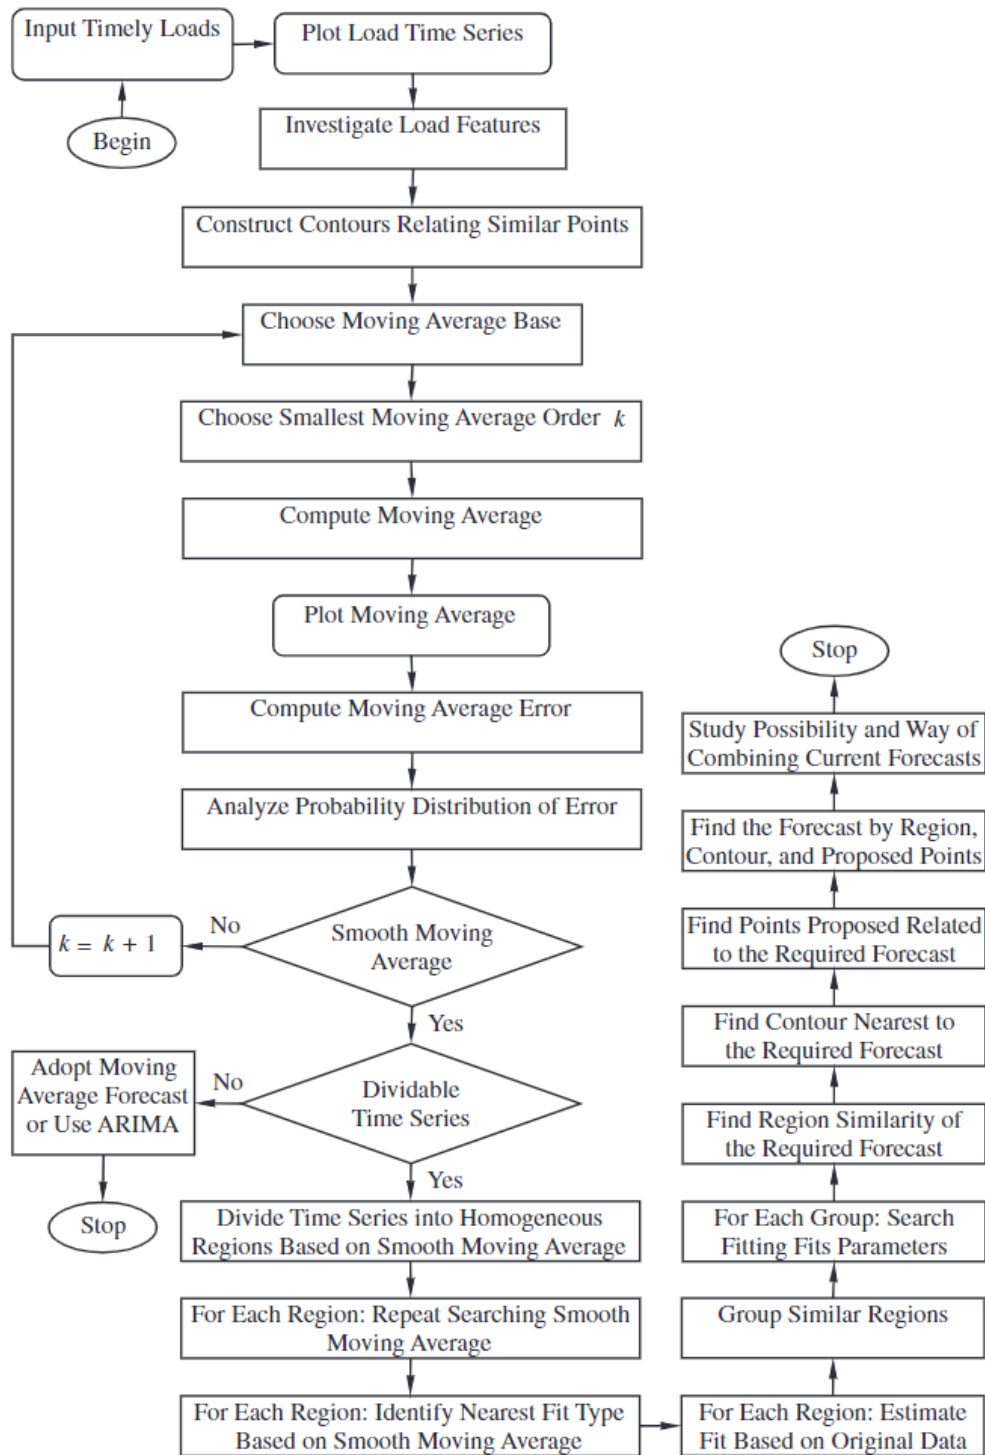 Input Timely Loads
Plot Load Time Series
Begin
Investigate Load Features
Construct Contours Relating Similar Points
Choose Moving Average Base
Choose Smallest Moving Average Order k
Compute Moving Average
Plot Moving Average
Compute Moving Average Error
Analyze Probability Distribution of Error
Smooth Moving
Average
No
k = k + 1
Yes
Dividable
Time Series
No
Adopt Moving
Average Forecast
or Use ARIMA
Stop
Yes
Divide Time Series into Homogeneous
Regions Based on Smooth Moving Average
For Each Region: Repeat Searching Smooth
Moving Average
For Each Region: Identify Nearest Fit Type
Based on Smooth Moving Average
For Each Region: Estimate
Fit Based on Original Data
Group Similar Regions
For Each Group: Search
Fitting Fits Parameters
Find Region Similarity of
the Required Forecast
Find Contour Nearest to
the Required Forecast
Find Points Proposed Related
to the Required Forecast
Find the Forecast by Region,
Contour, and Proposed Points
Study Possibility and Way of
Combining Current Forecasts
Stop